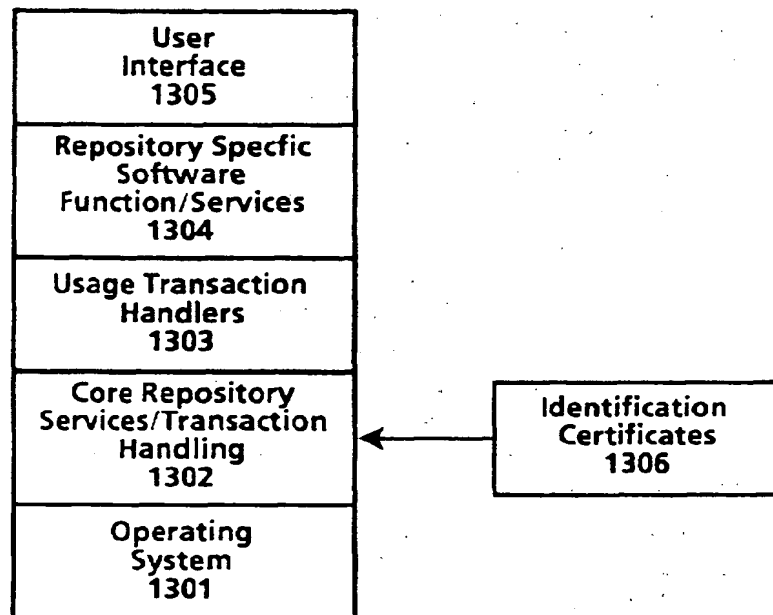 User
Interface
1305
Repository Specfic
Software
Function/Services
1304
Usage Transaction
Handlers
1303
Core Repository
Services/Transaction
Handling
1302
Identification
Certificates
1306
Operating
System
1301